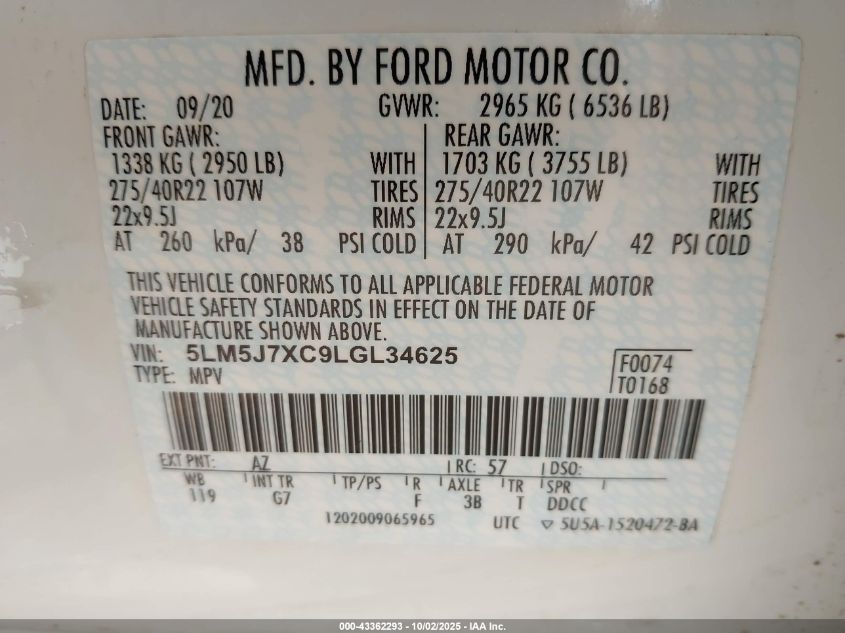 MFD. BY FORD MOTOR CO.
DATE: 09/20 GVWR: 2965 KG ( 6536 LB)
FRONT GAWR: REAR GAWR:
1338 KG ( 2950 LB) WITH 1703 KG ( 3755 LB) WITH
275/40R22 107W TIRES 275/40R22 107W TIRES
22x9.5J RIMS 22x9.5J RIMS
AT 260 kPa/ 38 PSI COLD AT 290 kPa/ 42 PSI COLD
THIS VEHICLE CONFORMS TO ALL APPLICABLE FEDERAL MOTOR
VEHICLE SAFETY STANDARDS IN EFFECT ON THE DATE OF
MANUFACTURE SHOWN ABOVE.
VIN: 5LM5J7XC9LGL34625 F0074
TYPE: MPV T0168
EXT PNT: AZ RC: 57 DSO:
WB INT TR TP/PS R AXLE TR SPR
119 G7 F 3B T DDCC
1202009065965 UTC ▽ 5U5A-1520472-BA
000-43362293 - 10/02/2025 - IAA Inc.